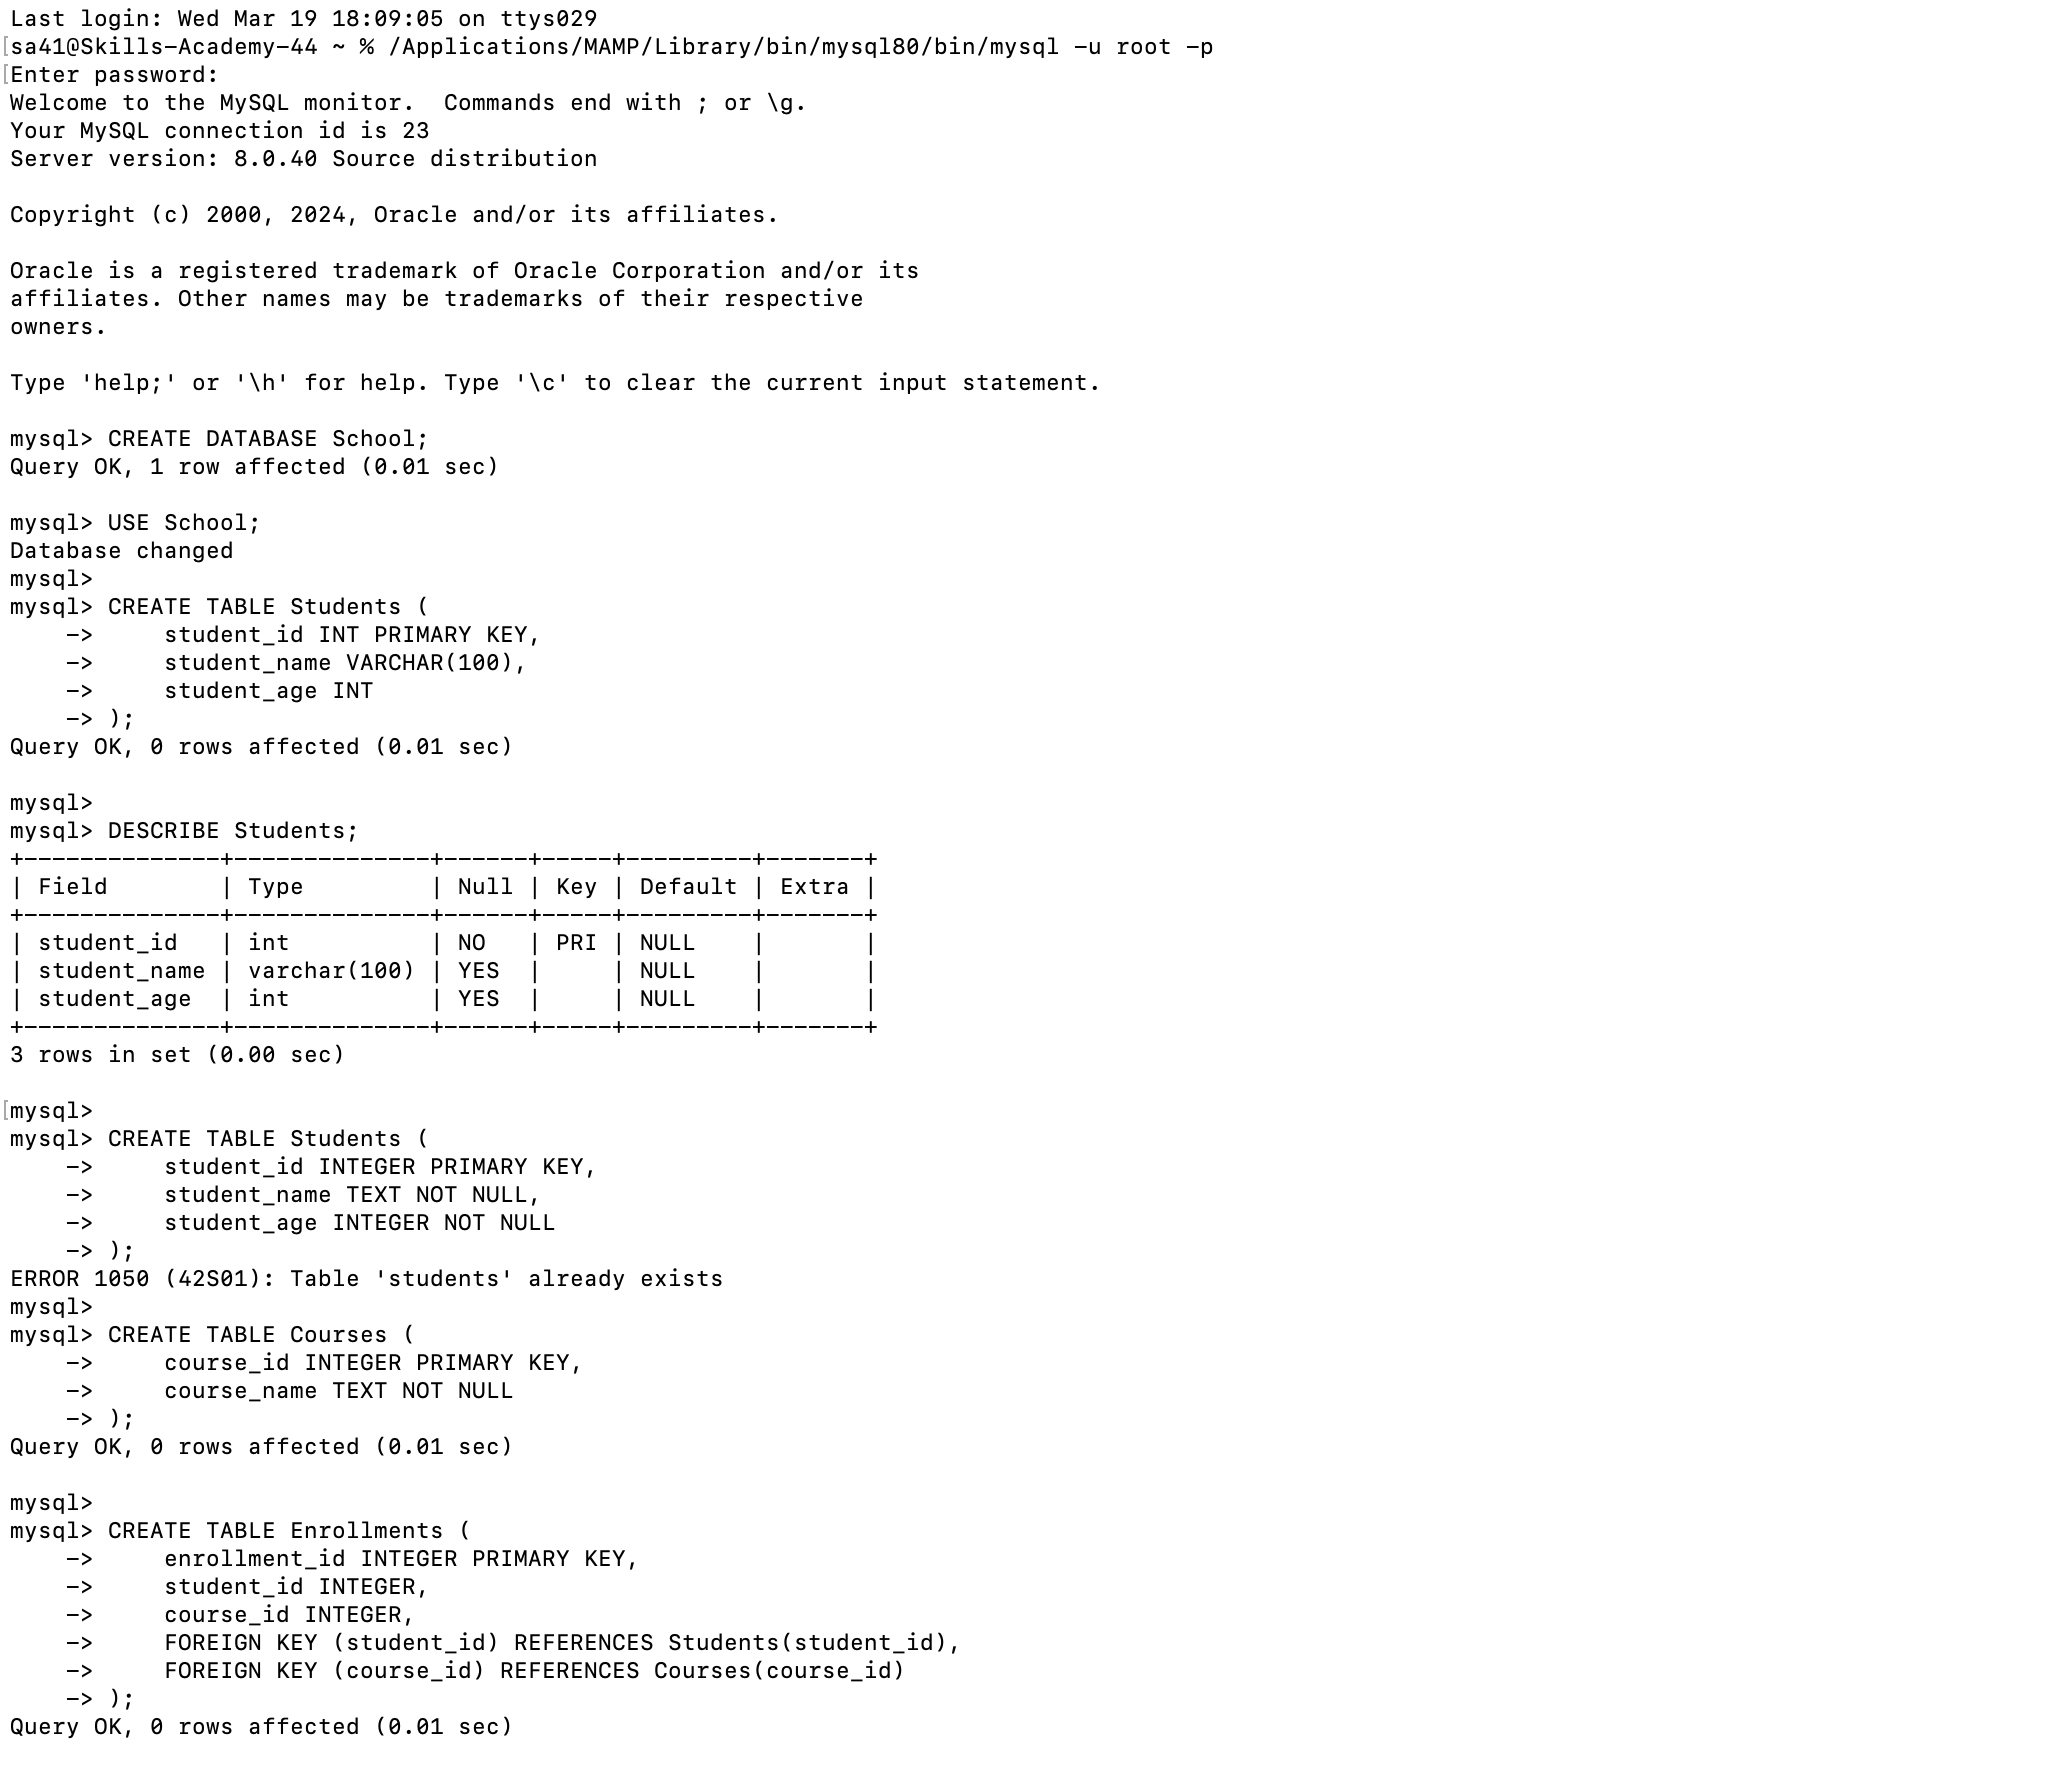 Last login: Wed Mar 19 18:09:05 on ttys029
[sa41@Skills-Academy-44 ~ % /Applications/MAMP/Library/bin/mysql80/bin/mysql -u root -p
[Enter password:
Welcome to the MySQL monitor.  Commands end with ; or \g.
Your MySQL connection id is 23
Server version: 8.0.40 Source distribution

Copyright (c) 2000, 2024, Oracle and/or its affiliates.

Oracle is a registered trademark of Oracle Corporation and/or its
affiliates. Other names may be trademarks of their respective
owners.

Type 'help;' or '\h' for help. Type '\c' to clear the current input statement.

mysql> CREATE DATABASE School;
Query OK, 1 row affected (0.01 sec)

mysql> USE School;
Database changed
mysql>
mysql> CREATE TABLE Students (
    ->     student_id INT PRIMARY KEY,
    ->     student_name VARCHAR(100),
    ->     student_age INT
    -> );
Query OK, 0 rows affected (0.01 sec)

mysql>
mysql> DESCRIBE Students;
+--------------+--------------+------+-----+---------+-------+
| Field        | Type         | Null | Key | Default | Extra |
+--------------+--------------+------+-----+---------+-------+
| student_id   | int          | NO   | PRI | NULL    |       |
| student_name | varchar(100) | YES  |     | NULL    |       |
| student_age  | int          | YES  |     | NULL    |       |
+--------------+--------------+------+-----+---------+-------+
3 rows in set (0.00 sec)

[mysql>
mysql> CREATE TABLE Students (
    ->     student_id INTEGER PRIMARY KEY,
    ->     student_name TEXT NOT NULL,
    ->     student_age INTEGER NOT NULL
    -> );
ERROR 1050 (42S01): Table 'students' already exists
mysql>
mysql> CREATE TABLE Courses (
    ->     course_id INTEGER PRIMARY KEY,
    ->     course_name TEXT NOT NULL
    -> );
Query OK, 0 rows affected (0.01 sec)

mysql>
mysql> CREATE TABLE Enrollments (
    ->     enrollment_id INTEGER PRIMARY KEY,
    ->     student_id INTEGER,
    ->     course_id INTEGER,
    ->     FOREIGN KEY (student_id) REFERENCES Students(student_id),
    ->     FOREIGN KEY (course_id) REFERENCES Courses(course_id)
    -> );
Query OK, 0 rows affected (0.01 sec)